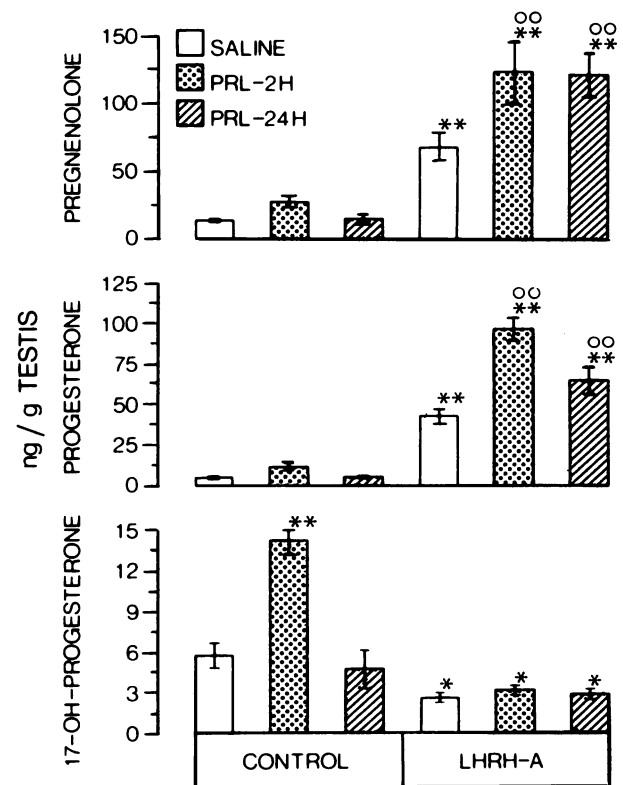 ng/g TESTIS
PREGNENOLONE
150
100
50
0
SALINE
PRL-2H
PRL-24H
**
OO
**
OO
**
PROGESTERONE
125
100
75
50
25
0
**
OO
**
OO
**
17-OH-PROGESTERONE
15
12
9
6
3
0
**
*
*
*
CONTROL
LHRH-A